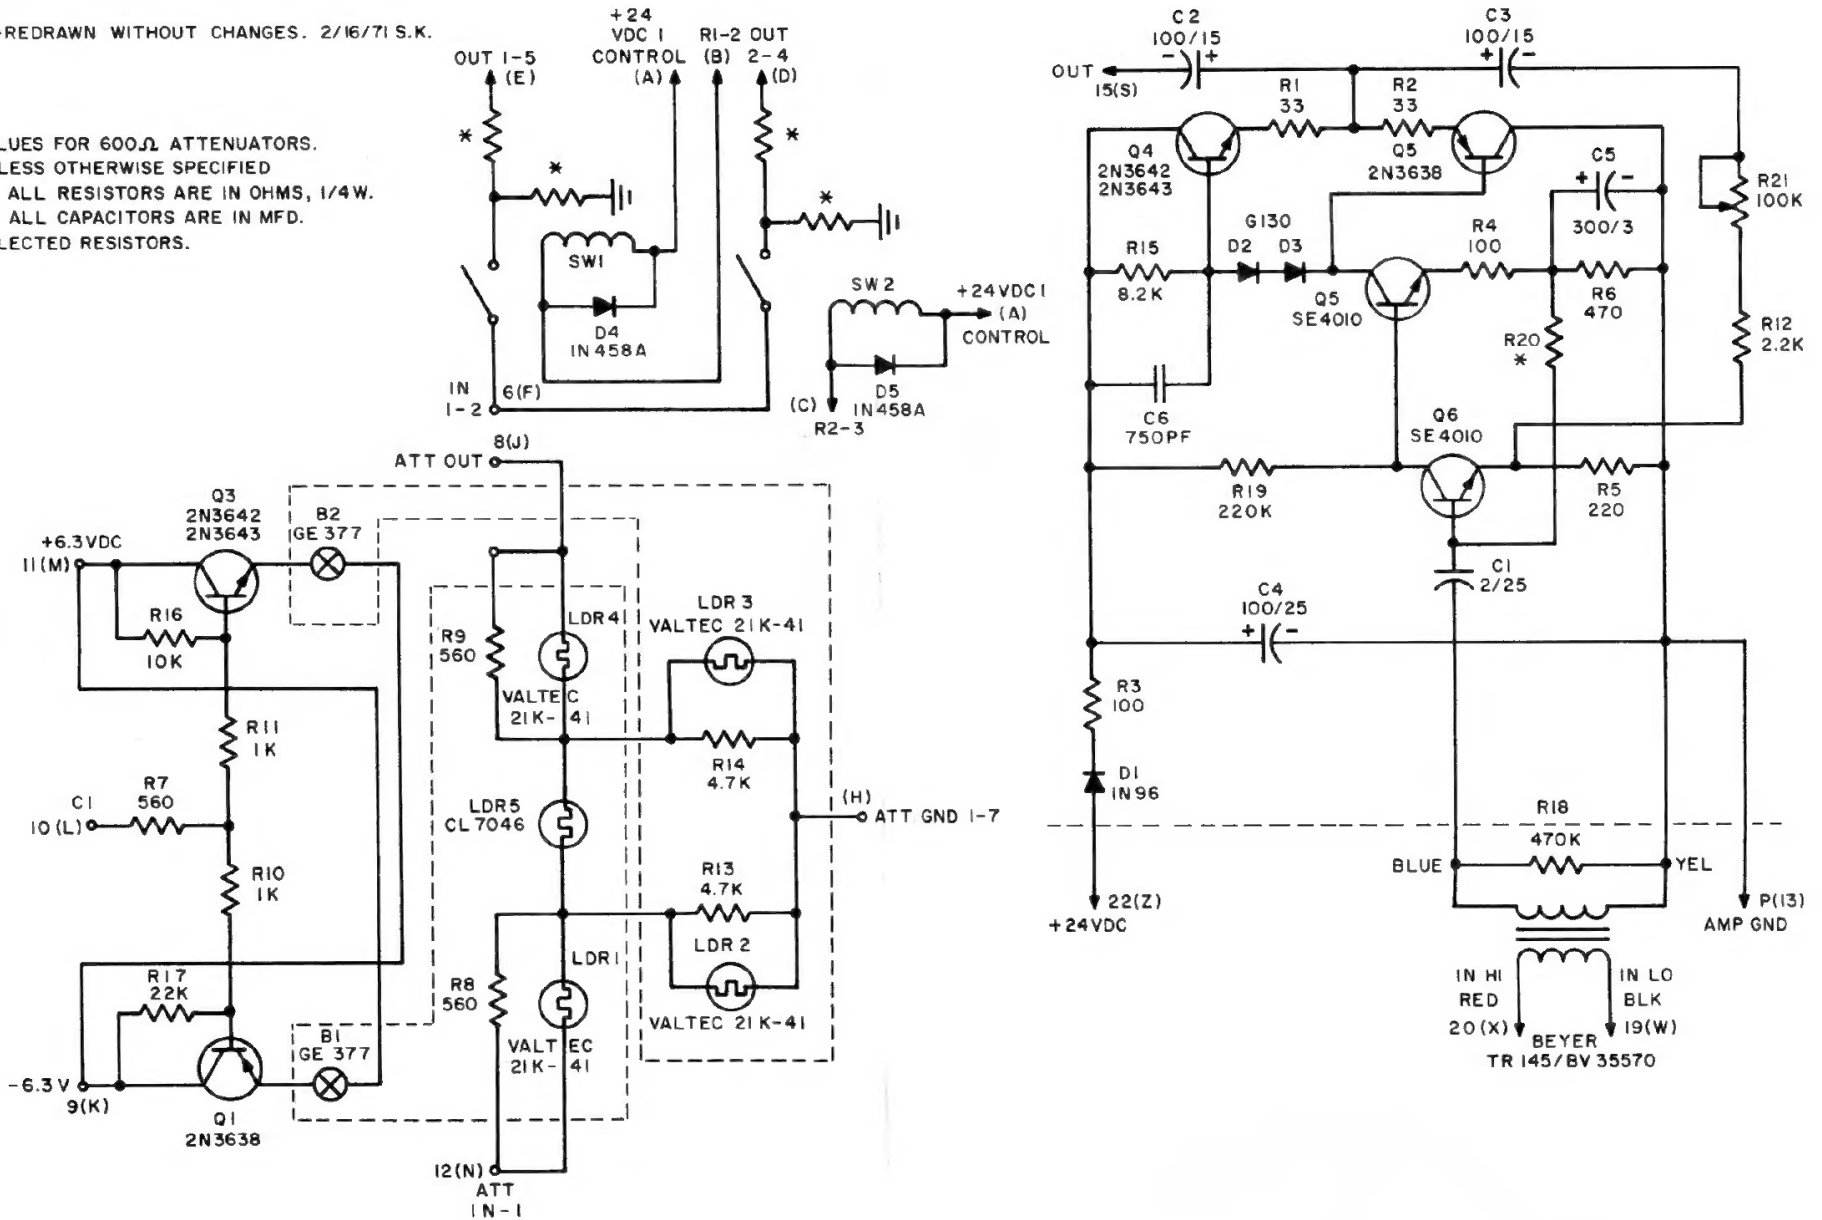 -REDRAWN WITHOUT CHANGES. 2/16/71 S.K.
LUES FOR 600Ω ATTENUATORS.
LESS OTHERWISE SPECIFIED
ALL RESISTORS ARE IN OHMS, 1/4W.
ALL CAPACITORS ARE IN MFD.
LECTED RESISTORS.
OUT 1-5
(E)
+24
VDC 1
CONTROL
(A)
R1-2
(B)
OUT
2-4
(D)
*
*
*
*
SW1
D4
IN458A
IN
1-2
6(F)
SW2
+24VDC1
(A)
CONTROL
D5
IN458A
(C)
R2-3
8(J)
ATT OUT
Q3
2N3642
2N3643
B2
GE 377
+6.3VDC
11(M)
R16
10K
R11
1K
R7
560
C1
10(L)
R10
1K
R17
22K
-6.3V
9(K)
Q1
2N3638
B1
GE 377
R9
560
LDR4
VALTEC
21K-41
LDR3
VALTEC 21K-41
R14
4.7K
LDR5
CL7046
(H)
ATT GND 1-7
R13
4.7K
LDR2
VALTEC 21K-41
LDR1
R8
560
VALTEC
21K-41
12(N)
ATT
IN-1
C2
100/15
- +
C3
100/15
+ -
OUT
15(S)
R1
33
R2
33
Q4
2N3642
2N3643
Q5
2N3638
C5
+ -
300/3
R21
100K
R15
8.2K
G130
D2 D3
R4
100
Q5
SE4010
R6
470
R20
*
R12
2.2K
C6
750PF
Q6
SE4010
R19
220K
R5
220
C1
2/25
C4
100/25
+ -
R3
100
D1
IN96
R18
470K
BLUE
YEL
22(Z)
+24VDC
P(13)
AMP GND
IN HI
RED
20(X)
IN LO
BLK
19(W)
BEYER
TR145/BV35570